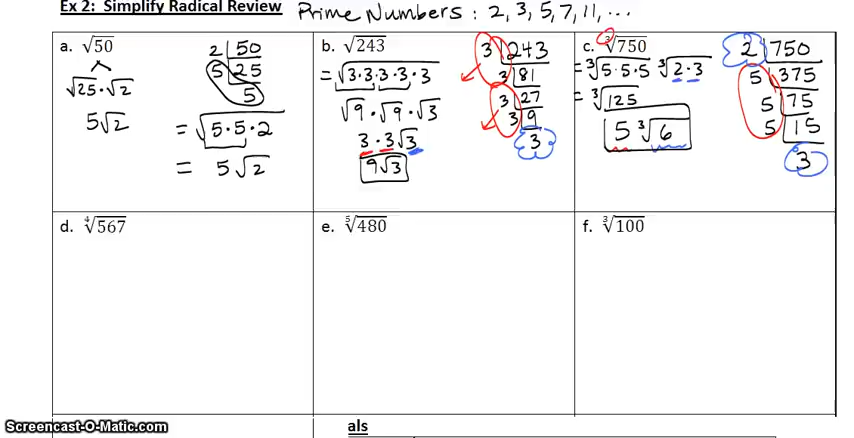 Ex 2: Simplify Radical Review Prime Numbers : 2, 3, 5, 7, 11, ...
a. √50
√25 · √2
5√2
2 | 50
5 | 25
5
= √5·5·2
= 5√2
b. √243
= √3·3·3·3·3
√9 · √9 · √3
3 · 3√3
9√3
3 | 243
3 | 81
3 | 27
3 | 9
3
c. ∛750
= ∛5·5·5 ∛2·3
= ∛125
5 ∛6
2 | 750
5 | 375
5 | 75
5 | 15
3
d. ∜567
e. ⁵√480
f. ∛100
als
Screencast-O-Matic.com